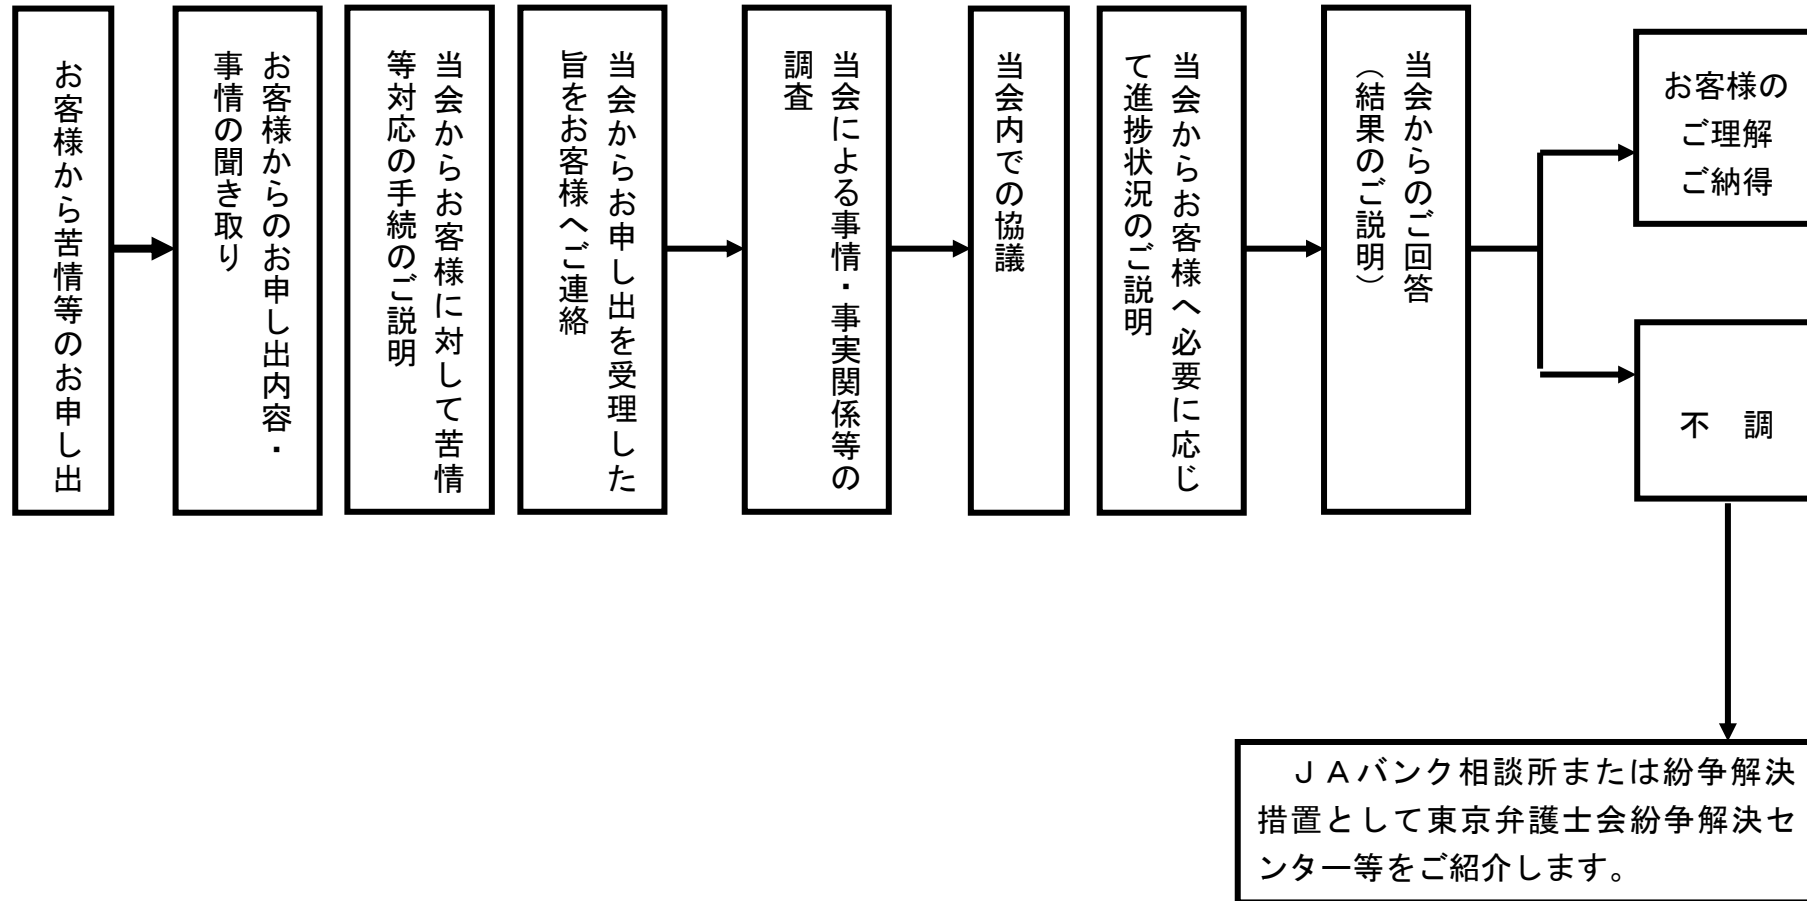 お客様から苦情等のお申し出
お客様からのお申し出内容・
事情の聞き取り
当会からお客様に対して苦情
等対応の手続のご説明
当会からお申し出を受理した
旨をお客様へご連絡
当会による事情・事実関係等の
調査
当会内での協議
当会からお客様へ必要に応じ
て進捗状況のご説明
当会からのご回答
（結果のご説明）
お客様の
ご理解
ご納得
不　調
ＪＡバンク相談所または紛争解決
措置として東京弁護士会紛争解決セ
ンター等をご紹介します。